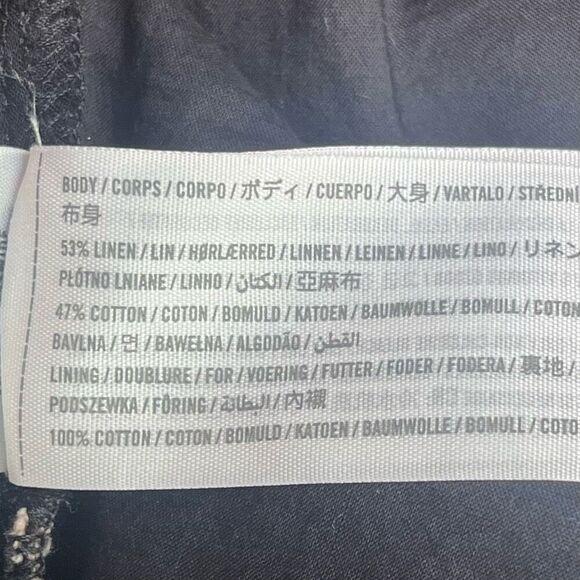 BODY / CORPS / CORPO / ボディ / CUERPO / 大身 / VARTALO / STŘEDNÍ
布身
53% LINEN / LIN / HØRLÆRRED / LINNEN / LEINEN / LINNE / LINO / リネン
PŁÓTNO LNIANE / LINHO / الكتان / 亞麻布
47% COTTON / COTON / BOMULD / KATOEN / BAUMWOLLE / BOMULL / COTON
BAVLNA / 면 / BAWEŁNA / ALGODÃO / القطن
LINING / DOUBLURE / FOR / VOERING / FUTTER / FODER / FODERA / 裏地 /
PODSZEWKA / FÔRING / البطانة / 內襯
100% COTTON / COTON / BOMULD / KATOEN / BAUMWOLLE / BOMULL / COTO